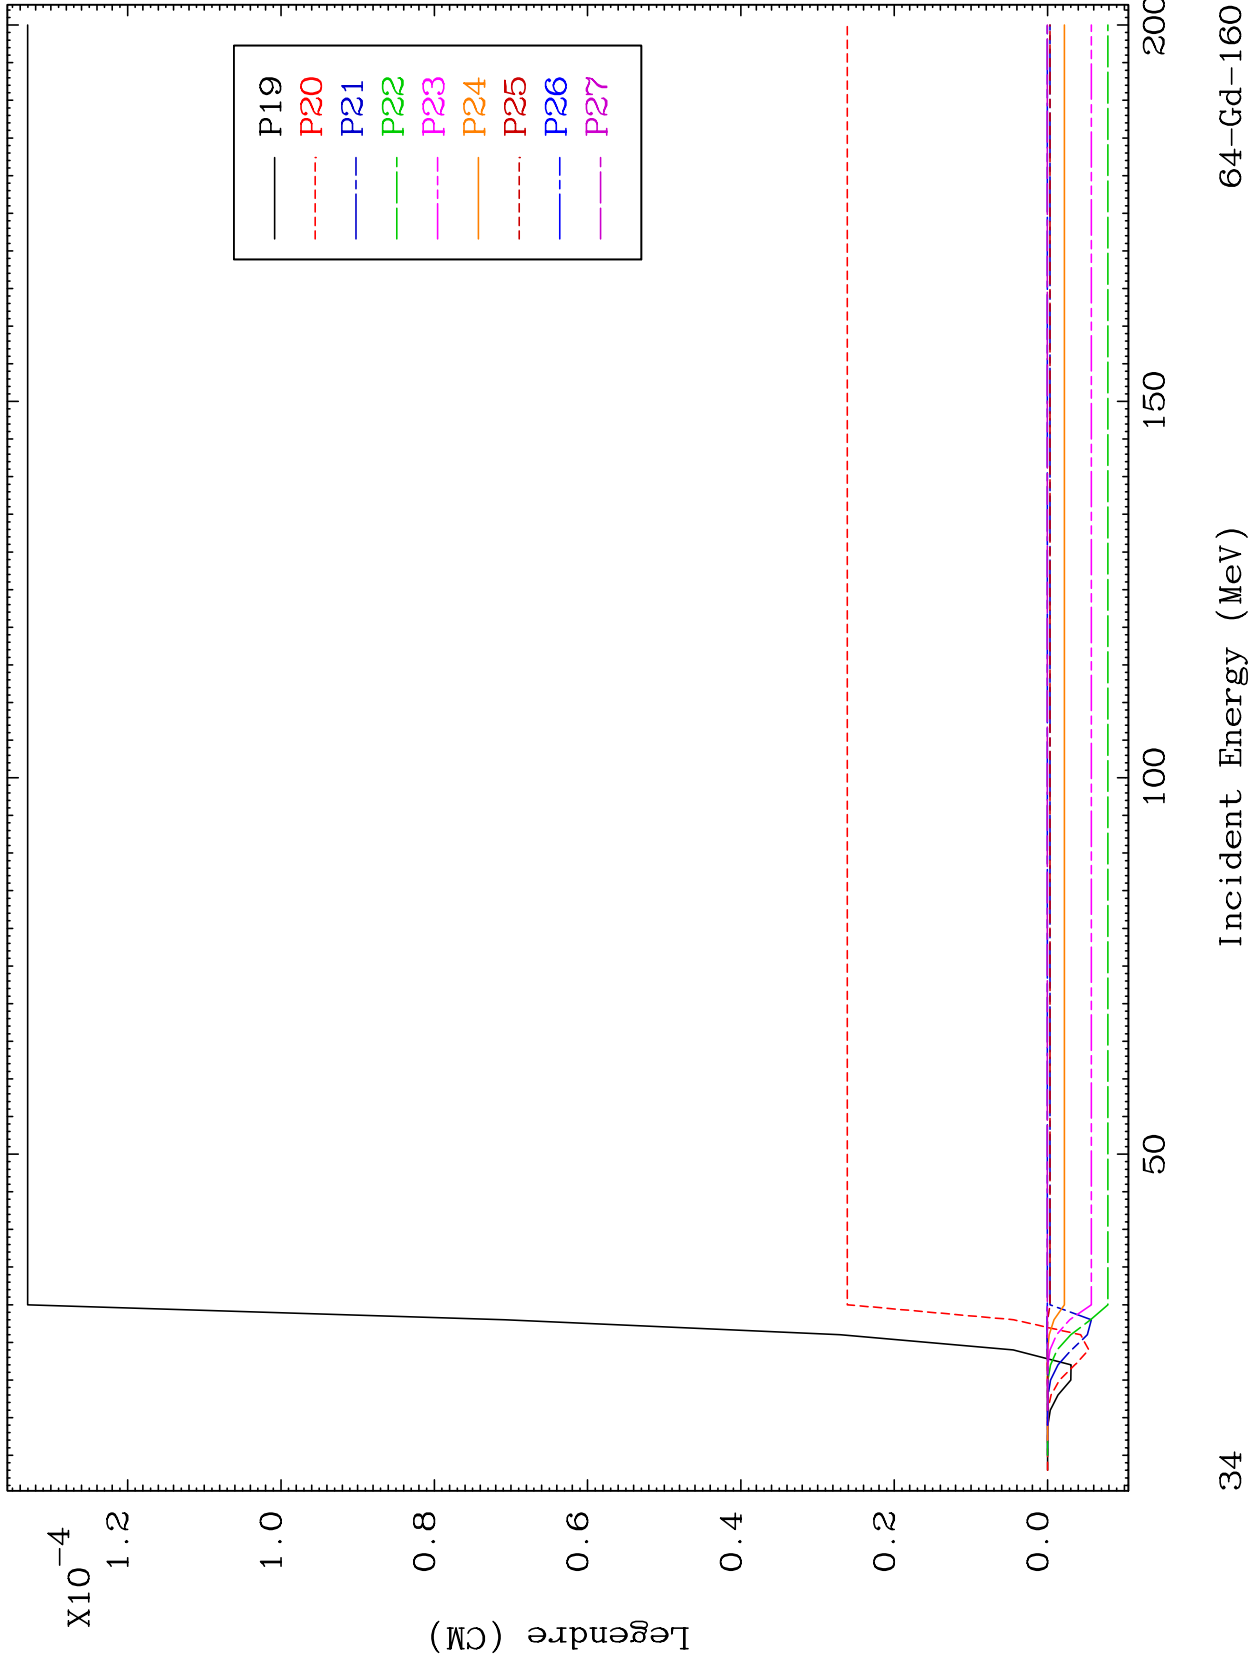 X10-4
1.2
1.0
0.8
0.6
0.4
0.2
0.0
Legendre (CM)
P19
P20
P21
P22
P23
P24
P25
P26
P27
50
100
150
200
34
Incident Energy (MeV)
64-Gd-160